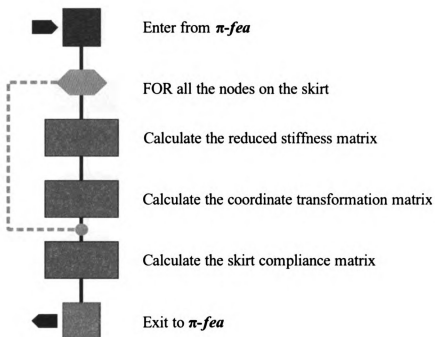 Enter from π-fea
FOR all the nodes on the skirt
Calculate the reduced stiffness matrix
Calculate the coordinate transformation matrix
Calculate the skirt compliance matrix
Exit to π-fea